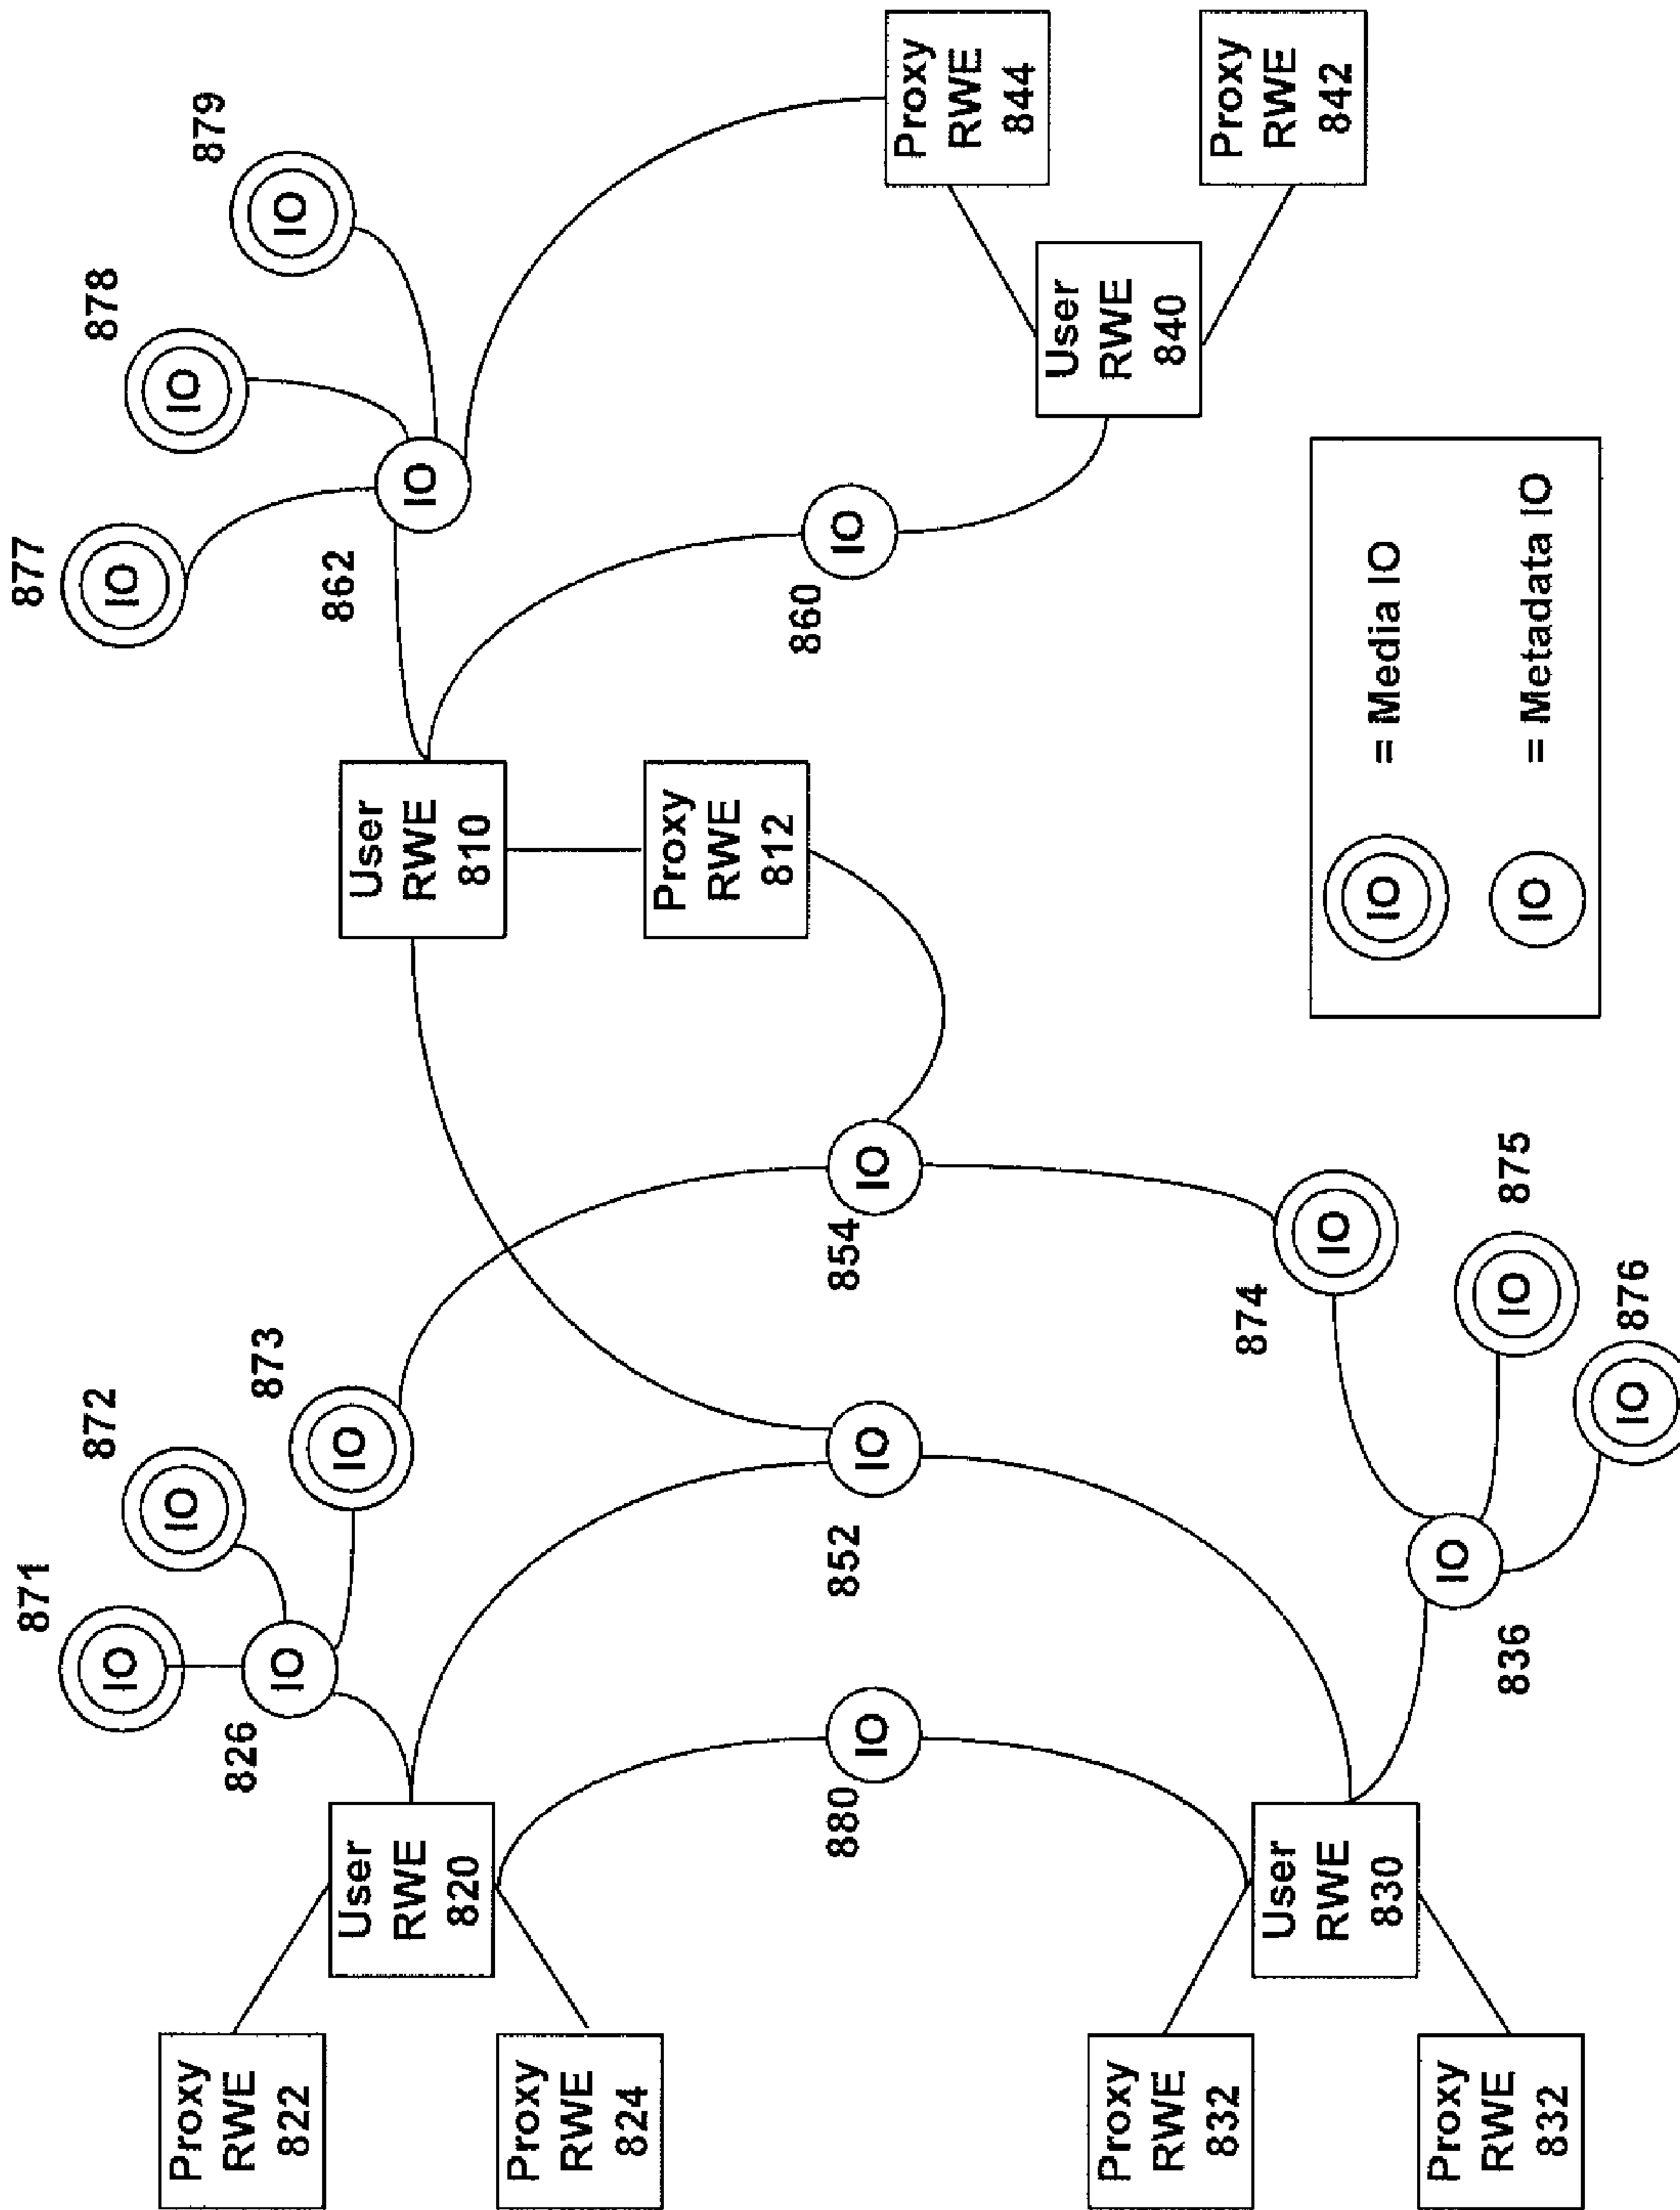 871
IO
877
IO
872
IO
878
IO
879
IO
Proxy
RWE
822
826
IO
873
IO
862
IO
User
RWE
820
User
RWE
810
Proxy
RWE
824
Proxy
RWE
812
880
IO
852
IO
854
IO
860
IO
Proxy
RWE
844
User
RWE
840
Proxy
RWE
842
Proxy
RWE
832
User
RWE
830
Proxy
RWE
832
874
IO
836
IO
875
IO
876
IO
IO = Media IO
IO = Metadata IO